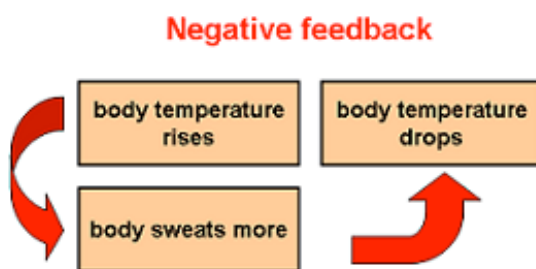 Negative feedback
body temperature
rises
body temperature
drops
body sweats more